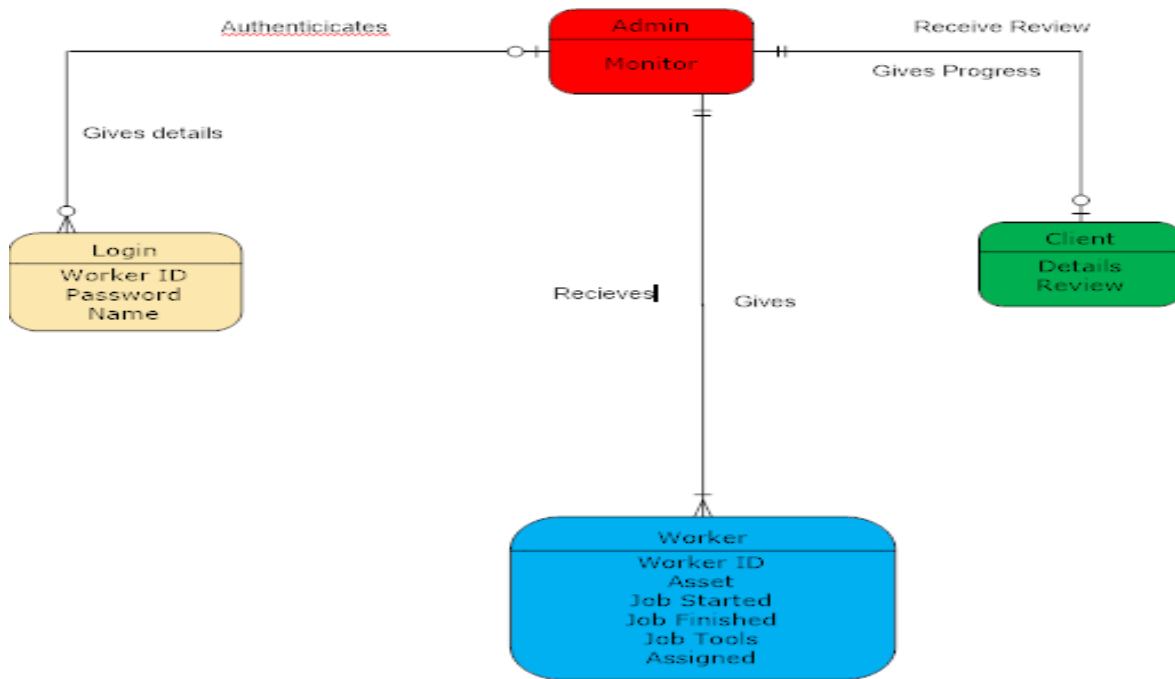 Authenticicates
Admin
Receive Review
Monitor
Gives Progress
Gives details
Login
Worker ID
Password
Name
Client
Details
Review
Recieves
Gives
Worker
Worker ID
Asset
Job Started
Job Finished
Job Tools
Assigned